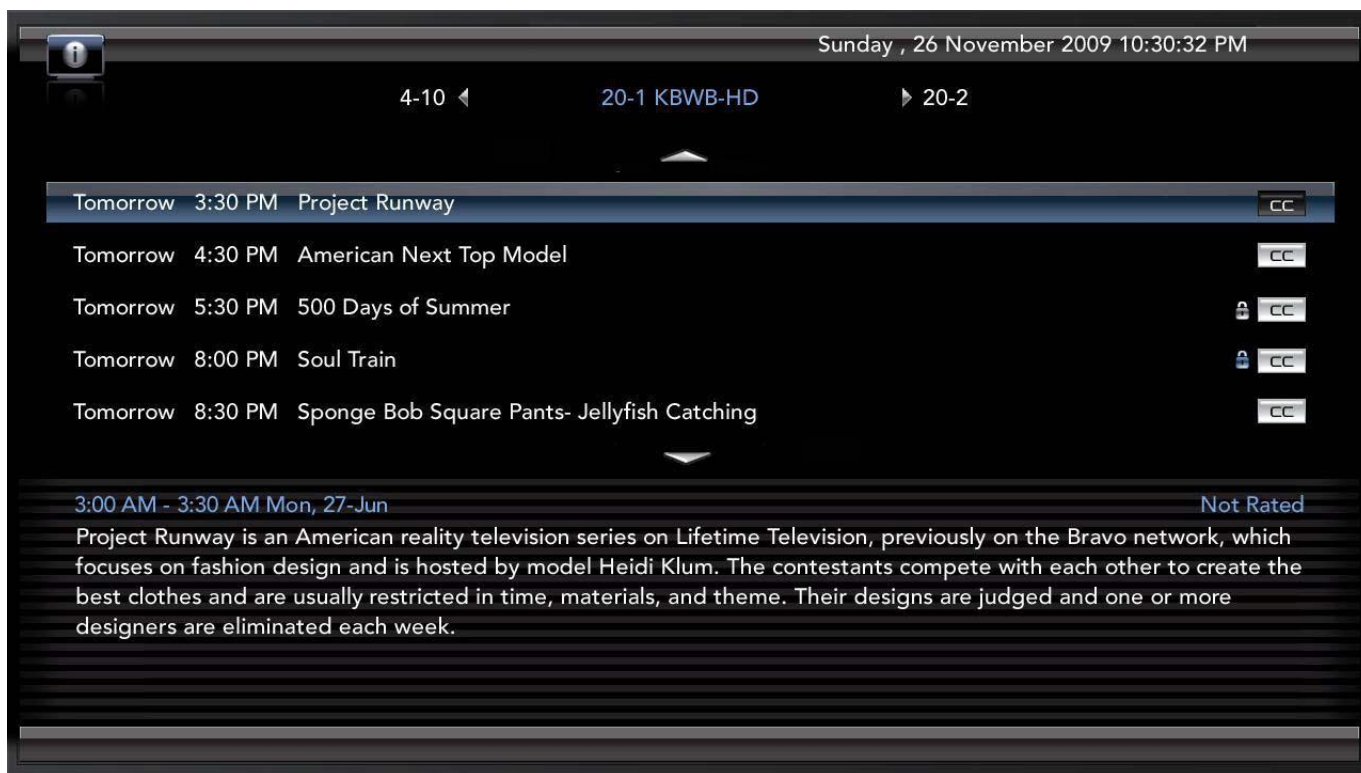 i
Sunday , 26 November 2009 10:30:32 PM
4-10 20-1 KBWB-HD 20-2
Tomorrow 3:30 PM Project Runway CC
Tomorrow 4:30 PM American Next Top Model CC
Tomorrow 5:30 PM 500 Days of Summer CC
Tomorrow 8:00 PM Soul Train CC
Tomorrow 8:30 PM Sponge Bob Square Pants- Jellyfish Catching CC
3:00 AM - 3:30 AM Mon, 27-Jun Not Rated
Project Runway is an American reality television series on Lifetime Television, previously on the Bravo network, which
focuses on fashion design and is hosted by model Heidi Klum. The contestants compete with each other to create the
best clothes and are usually restricted in time, materials, and theme. Their designs are judged and one or more
designers are eliminated each week.